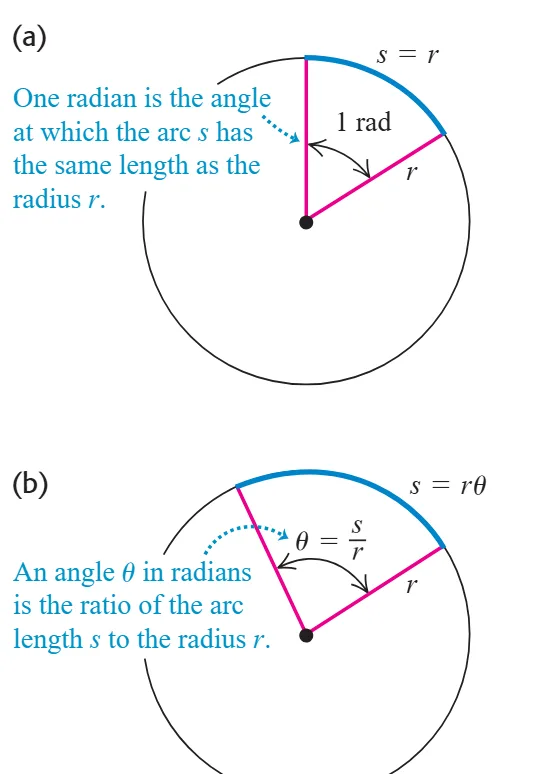 (a)
s = r
One radian is the angle
at which the arc s has
the same length as the
radius r.
1 rad
r
(b)
s = rθ
θ = s/r
r
An angle θ in radians
is the ratio of the arc
length s to the radius r.